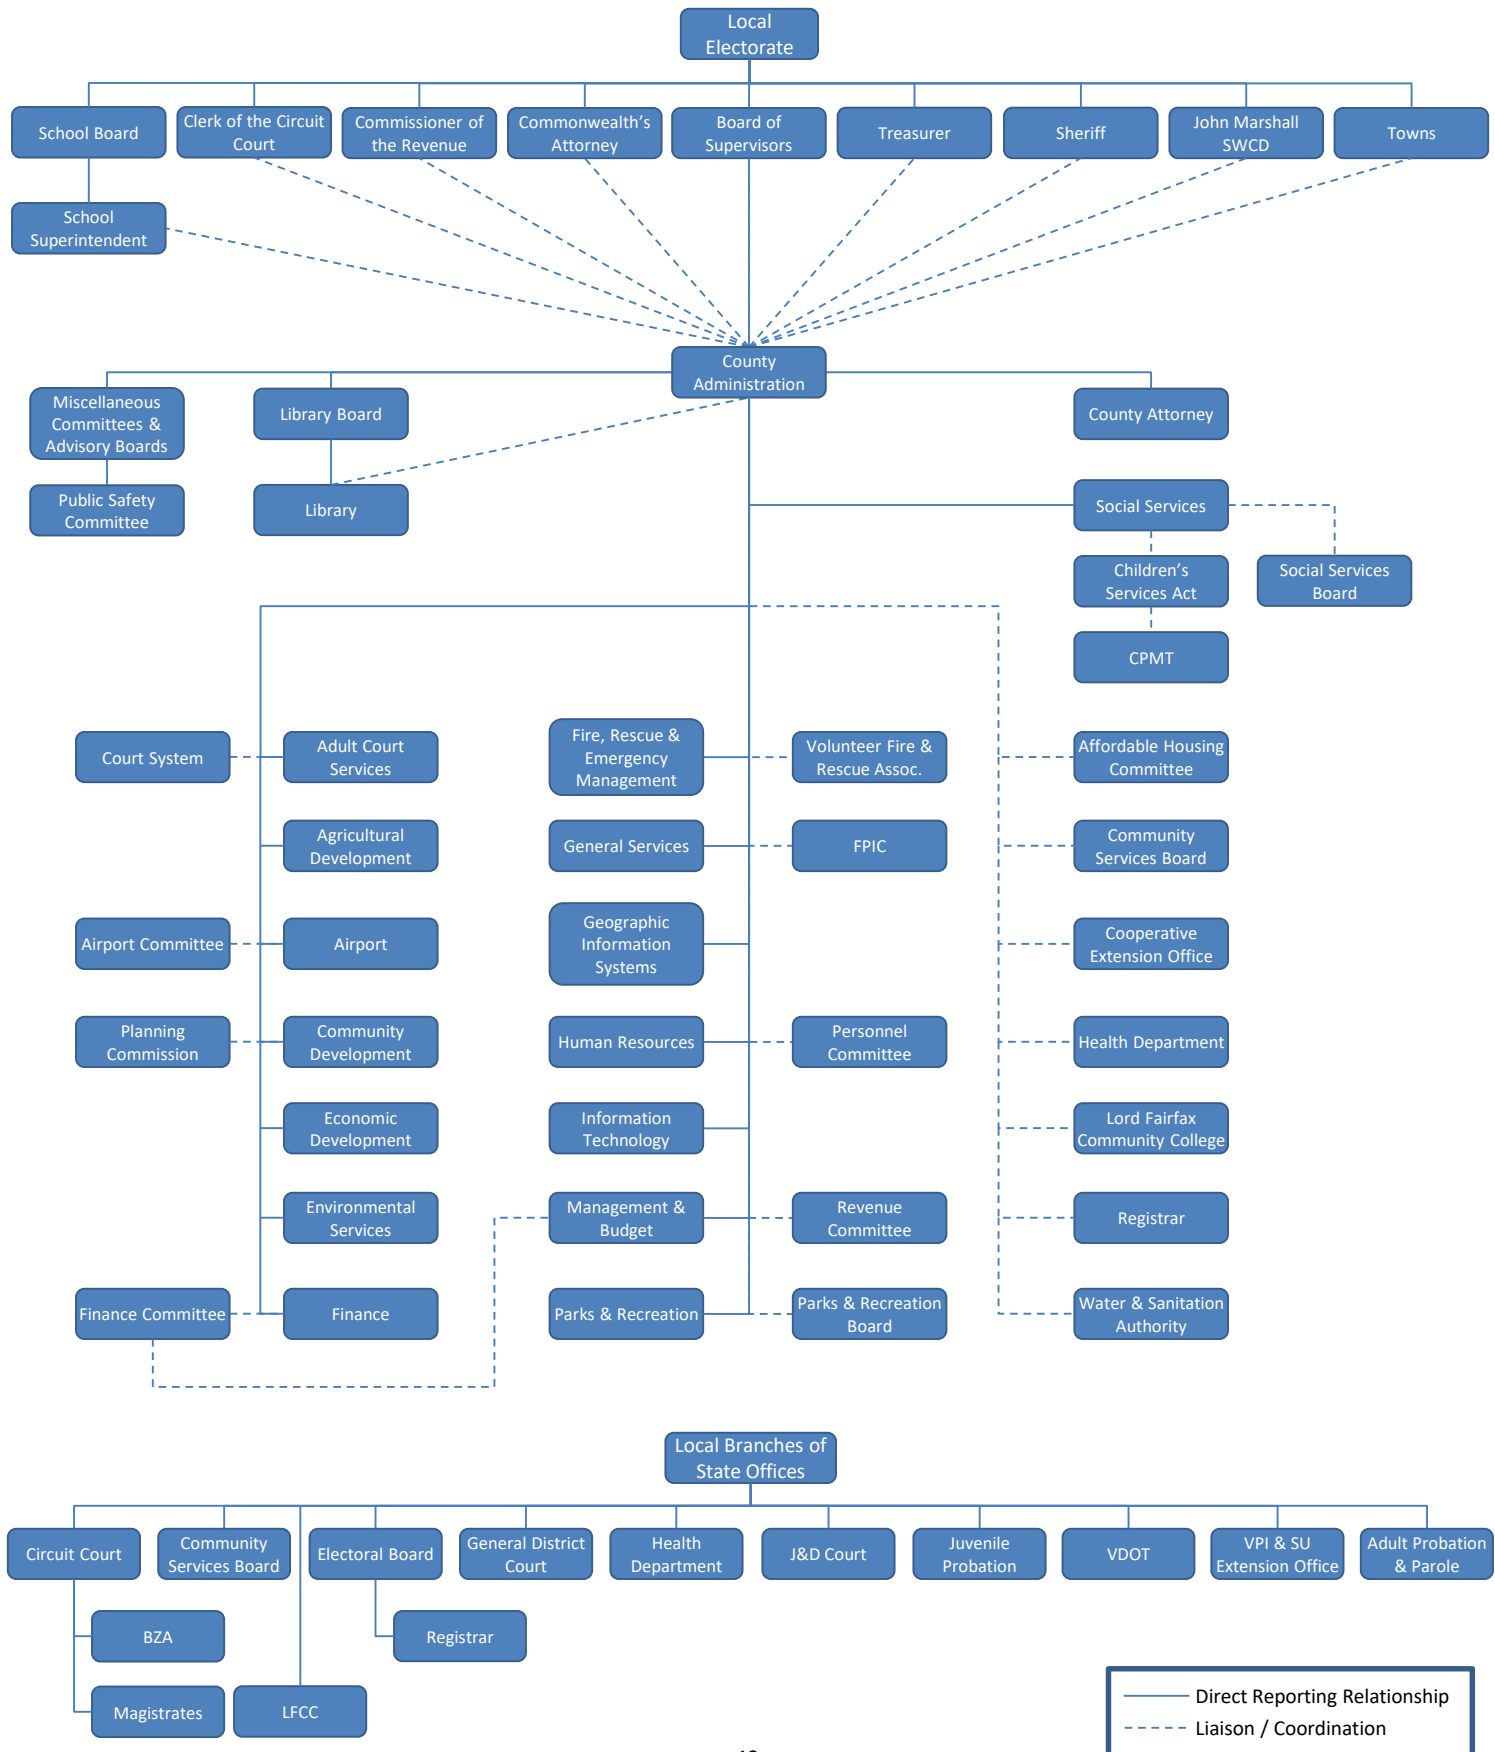 Local
Electorate
School Board
Clerk of the Circuit
Court
Commissioner of
the Revenue
Commonwealth's
Attorney
Board of
Supervisors
Treasurer
Sheriff
John Marshall
SWCD
Towns
School
Superintendent
County
Administration
Miscellaneous
Committees &
Advisory Boards
Library Board
County Attorney
Public Safety
Committee
Library
Social Services
Children's
Services Act
Social Services
Board
CPMT
Court System
Adult Court
Services
Fire, Rescue &
Emergency
Management
Volunteer Fire &
Rescue Assoc.
Affordable Housing
Committee
Agricultural
Development
General Services
FPIC
Community
Services Board
Airport Committee
Airport
Geographic
Information
Systems
Cooperative
Extension Office
Planning
Commission
Community
Development
Human Resources
Personnel
Committee
Health Department
Economic
Development
Information
Technology
Lord Fairfax
Community College
Environmental
Services
Management &
Budget
Revenue
Committee
Registrar
Finance Committee
Finance
Parks & Recreation
Parks & Recreation
Board
Water & Sanitation
Authority
Local Branches of
State Offices
Circuit Court
Community
Services Board
Electoral Board
General District
Court
Health
Department
J&D Court
Juvenile
Probation
VDOT
VPI & SU
Extension Office
Adult Probation
& Parole
BZA
Registrar
Magistrates
LFCC
Direct Reporting Relationship
Liaison / Coordination